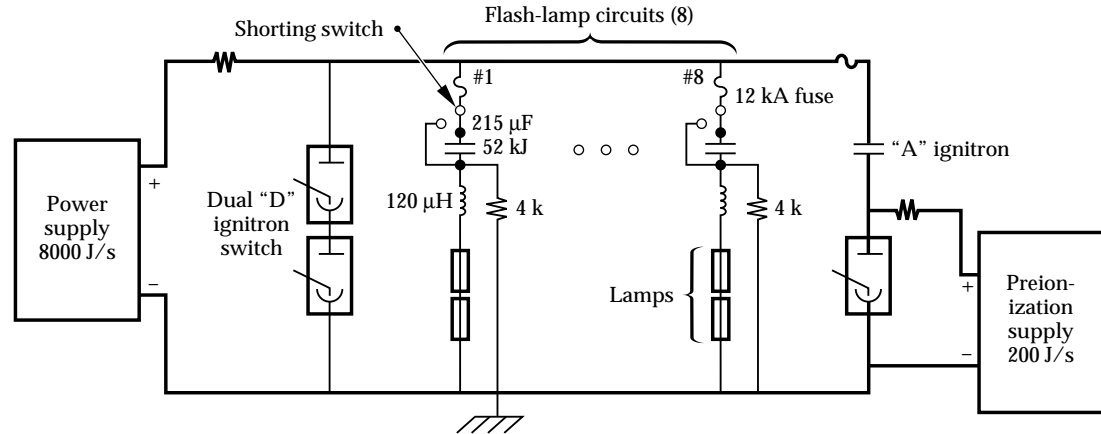 Flash-lamp circuits (8)
Shorting switch
#1
#8
12 kA fuse
215 µF
52 kJ
"A" ignitron
+
Power
supply
8000 J/s
–
Dual "D"
ignitron
switch
120 µH
4 k
4 k
Lamps
+
Preion-
ization
supply
200 J/s
–